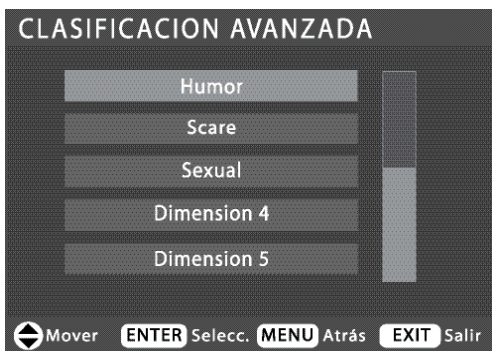 CLASIFICACION AVANZADA
Humor
Scare
Sexual
Dimension 4
Dimension 5
Mover ENTER Selecc. MENU Atrás EXIT Salir